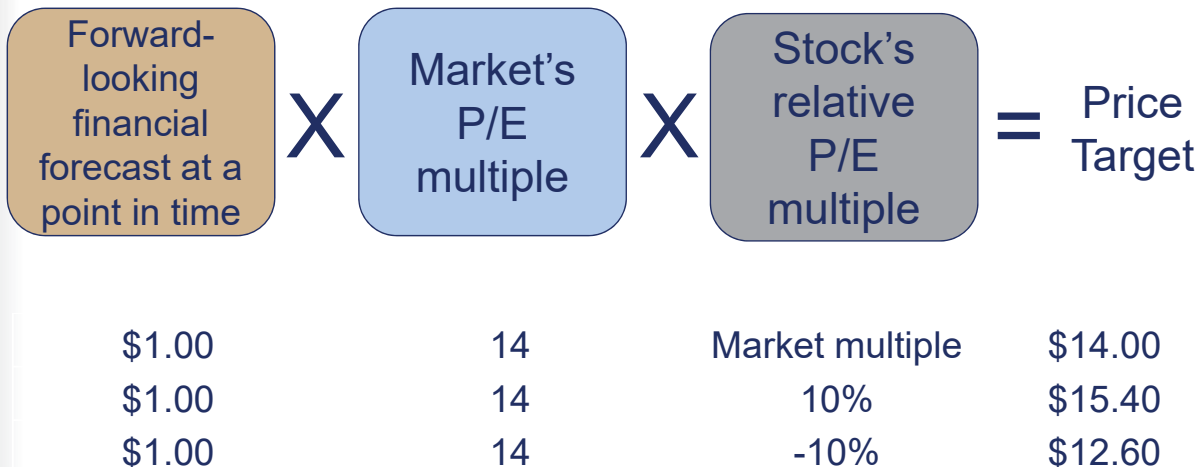 Forward-
looking
financial
forecast at a
point in time
X
Market’s
P/E
multiple
X
Stock’s
relative
P/E
multiple
=
Price
Target
$1.00 14 Market multiple $14.00
$1.00 14 10% $15.40
$1.00 14 -10% $12.60